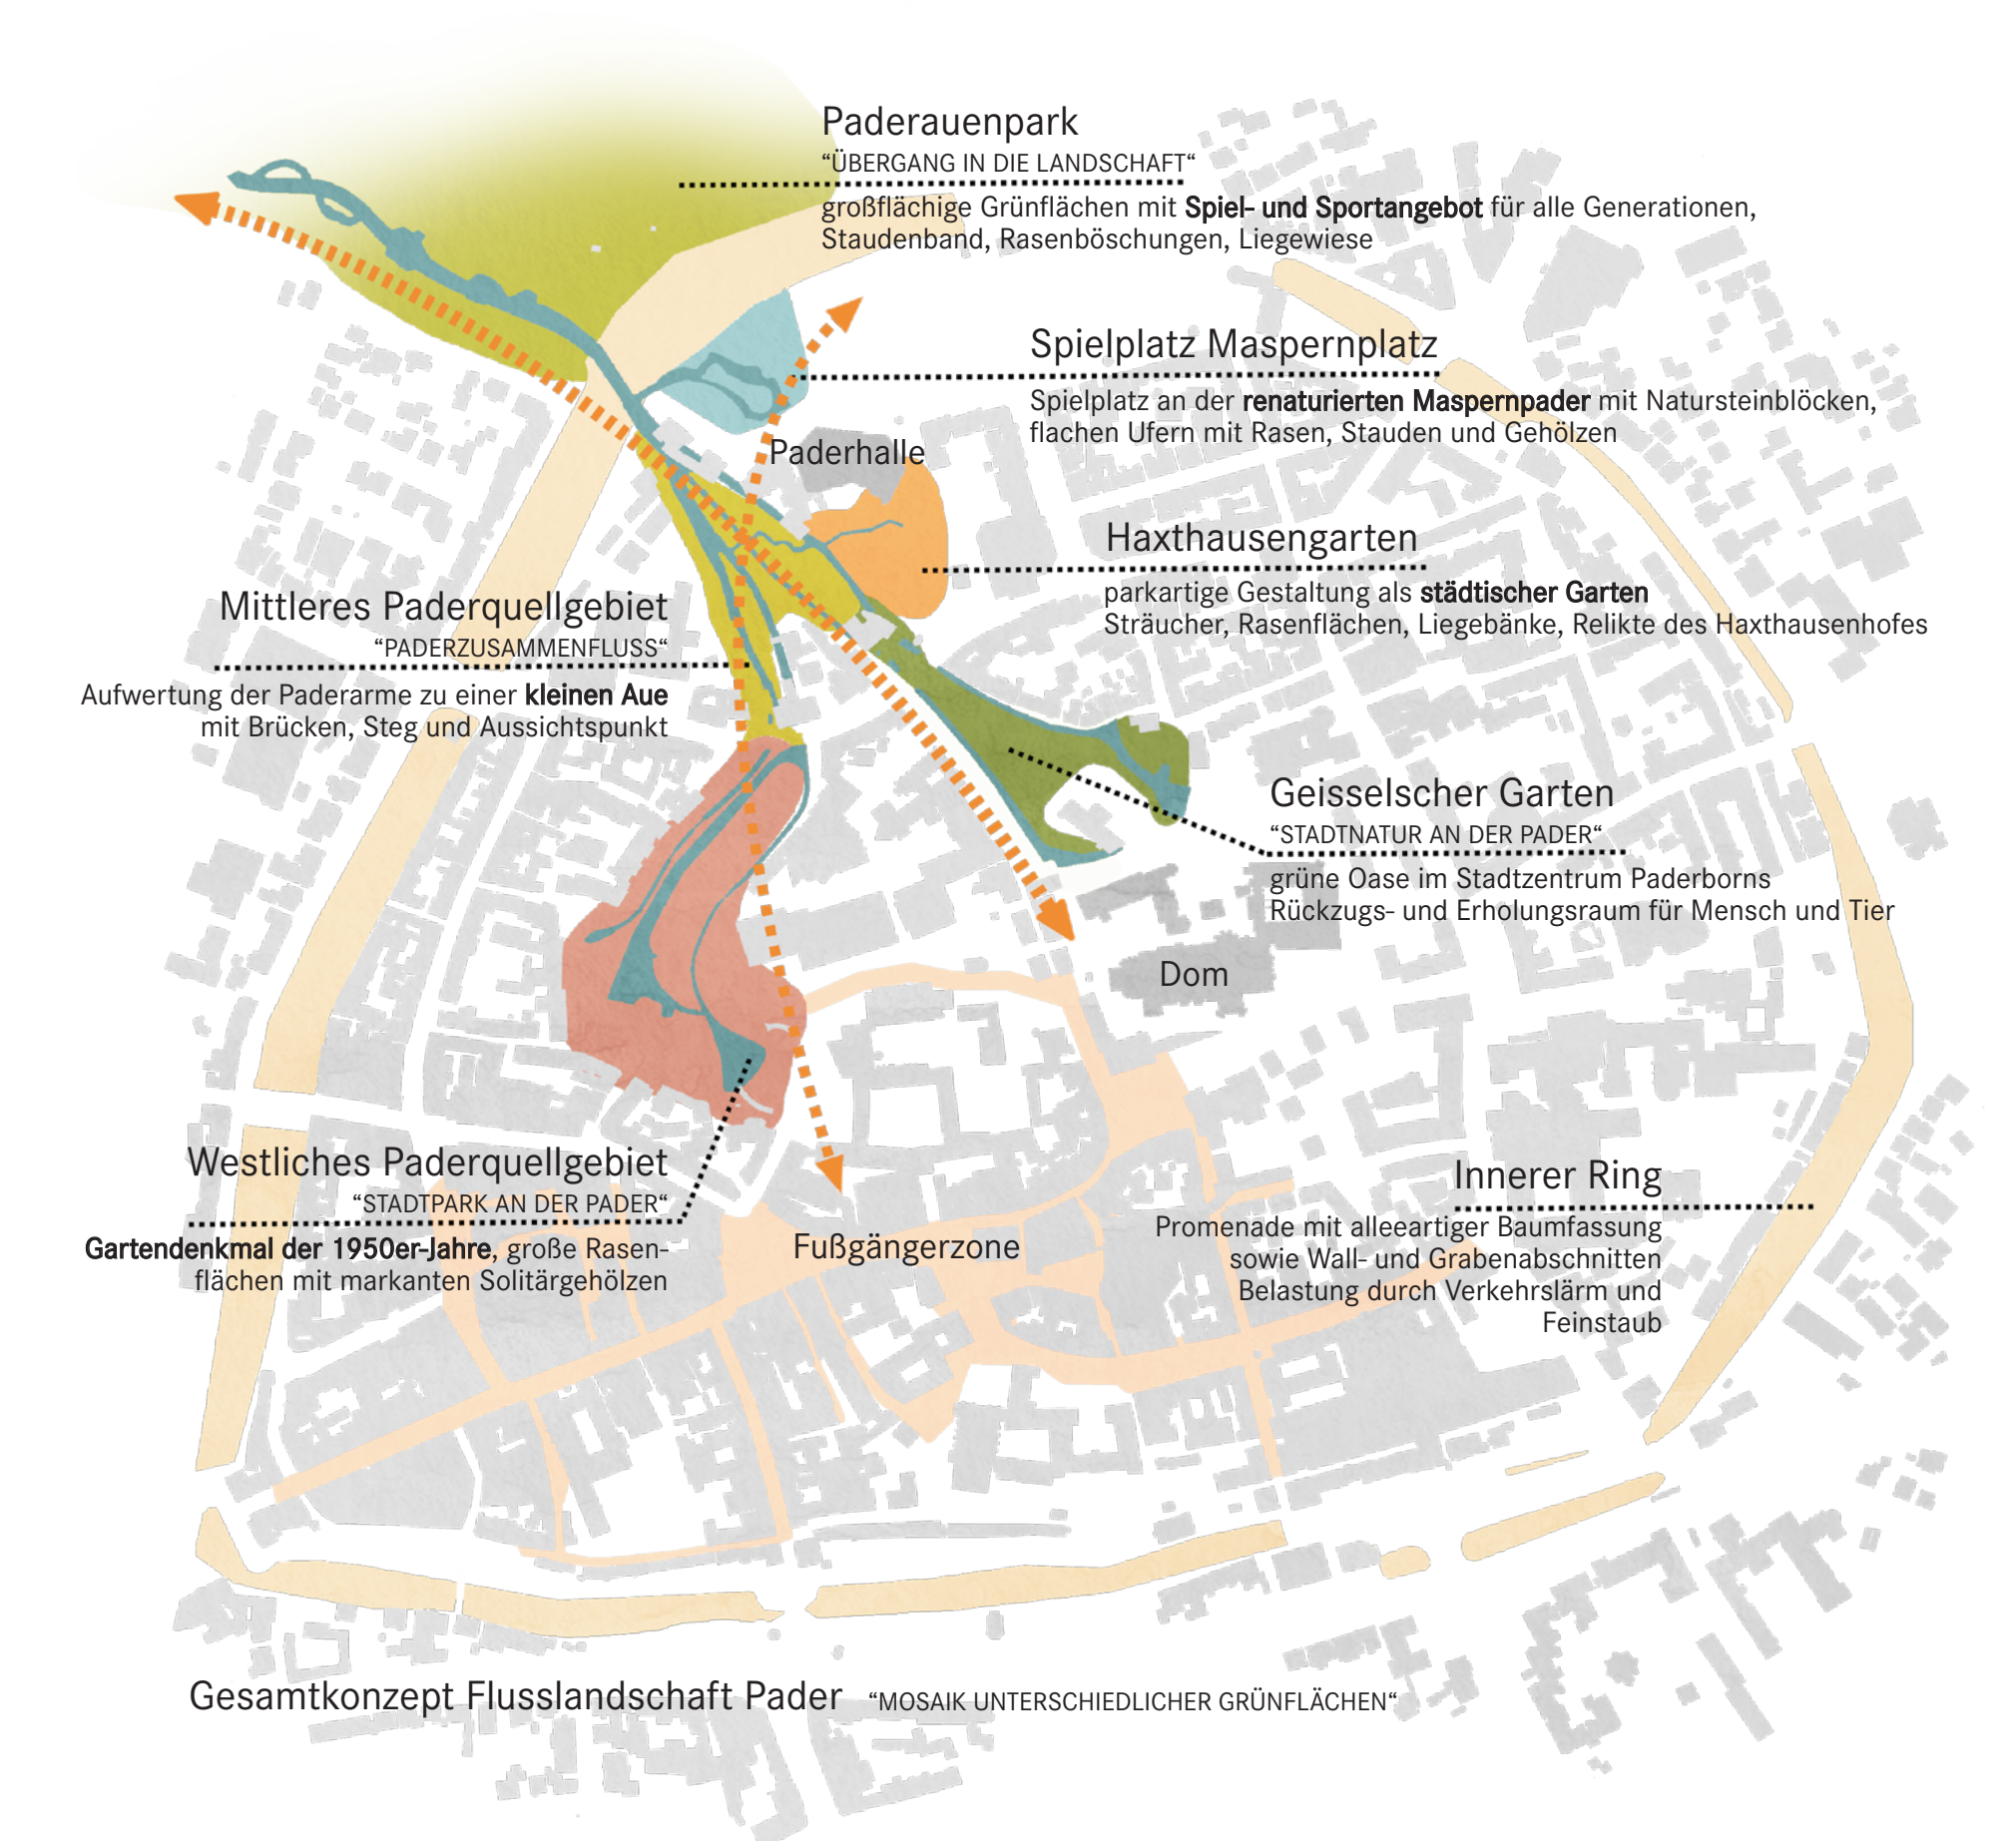 Paderauenpark
“ÜBERGANG IN DIE LANDSCHAFT“
großflächige Grünflächen mit Spiel- und Sportangebot für alle Generationen,
Staudenband, Rasenböschungen, Liegewiese
Spielplatz Maspernplatz
Spielplatz an der renaturierten Maspernpader mit Natursteinblöcken,
flachen Ufern mit Rasen, Stauden und Gehölzen
Paderhalle
Haxthausengarten
parkartige Gestaltung als städtischer Garten
Sträucher, Rasenflächen, Liegebänke, Relikte des Haxthausenhofes
Mittleres Paderquellgebiet
“PADERZUSAMMENFLUSS“
Aufwertung der Paderarme zu einer kleinen Aue
mit Brücken, Steg und Aussichtspunkt
Geisselscher Garten
“STADTNATUR AN DER PADER“
grüne Oase im Stadtzentrum Paderborns
Rückzugs- und Erholungsraum für Mensch und Tier
Dom
Westliches Paderquellgebiet
“STADTPARK AN DER PADER“
Gartendenkmal der 1950er-Jahre, große Rasen-
flächen mit markanten Solitärgehölzen
Fußgängerzone
Innerer Ring
Promenade mit alleeartiger Baumfassung
sowie Wall- und Grabenabschnitten
Belastung durch Verkehrslärm und
Feinstaub
Gesamtkonzept Flusslandschaft Pader “MOSAIK UNTERSCHIEDLICHER GRÜNFLÄCHEN“